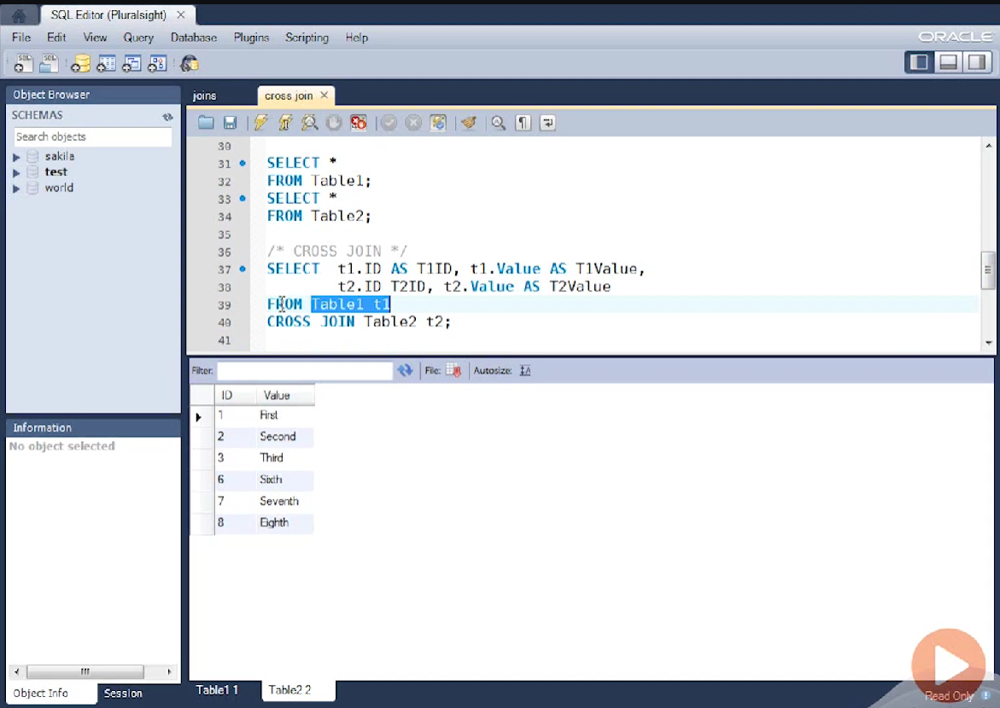 SQL Editor (Pluralsight)
File Edit View Query Database Plugins Scripting Help
ORACLE
SQL SQL
Object Browser
SCHEMAS
Search objects
sakila
test
world
Information
No object selected
Object Info Session
joins cross join
30
31 SELECT *
32 FROM Table1;
33 SELECT *
34 FROM Table2;
35
36 /* CROSS JOIN */
37 SELECT t1.ID AS T1ID, t1.Value AS T1Value,
38 t2.ID T2ID, t2.Value AS T2Value
39 FROM Table1 t1
40 CROSS JOIN Table2 t2;
41
Filter: File: Autosize:
ID Value
1 First
2 Second
3 Third
6 Sixth
7 Seventh
8 Eighth
Table1 1 Table2 2
Read Only